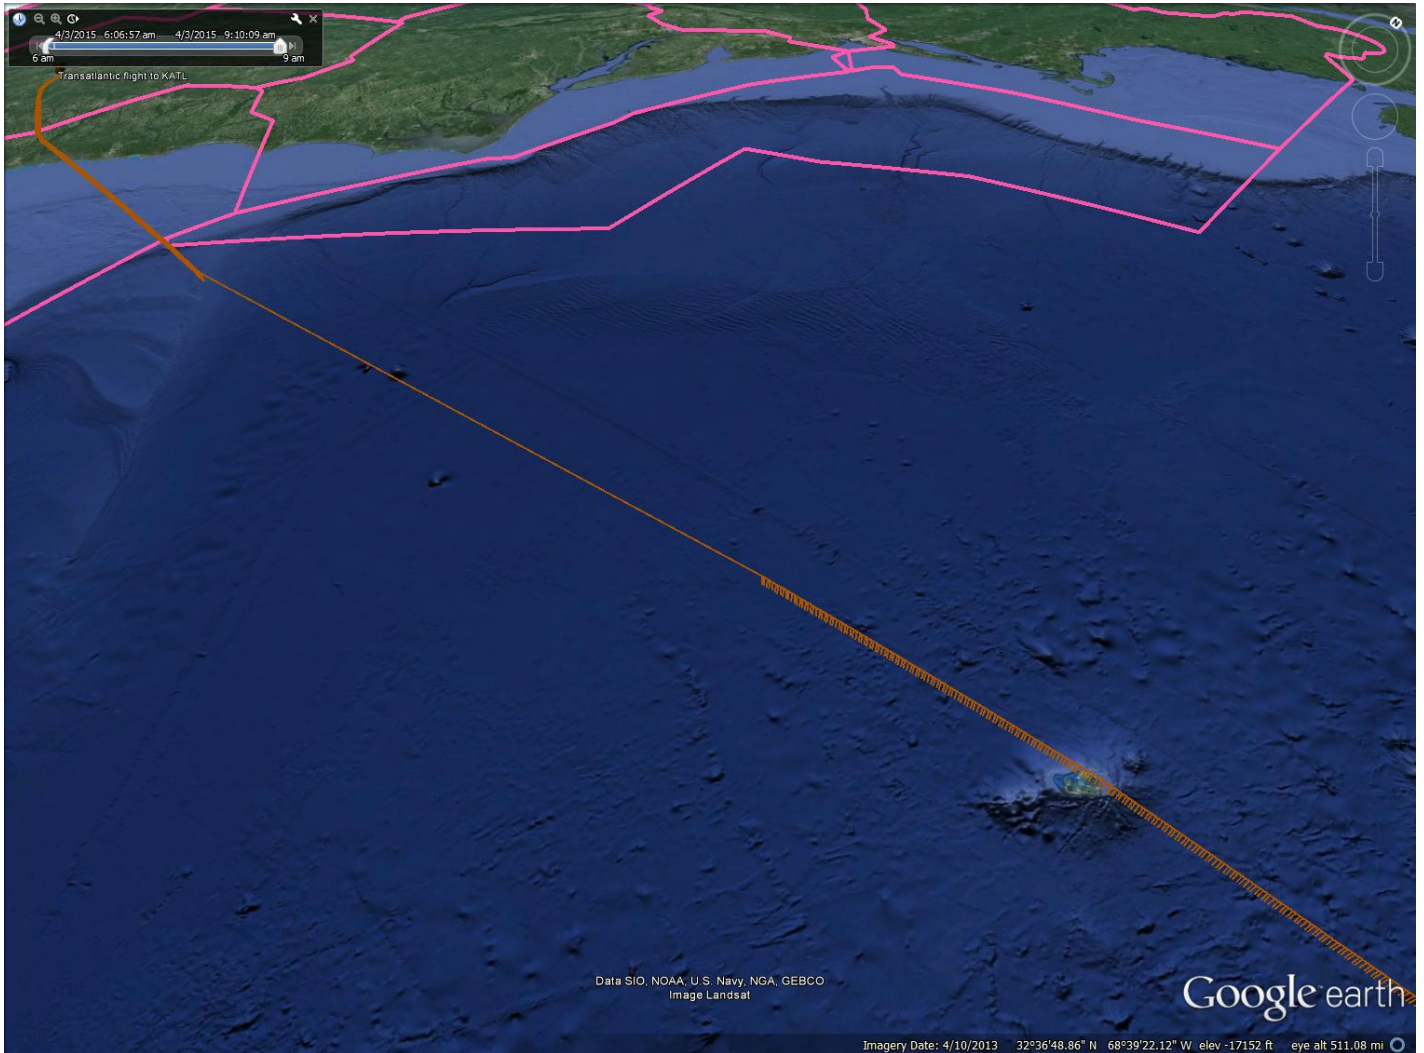 4/3/2015 6:06:57 am 4/3/2015 9:10:09 am
6 am 9 am
Transatlantic flight to KATL
Data SIO, NOAA, U.S. Navy, NGA, GEBCO
Image Landsat
Google earth
Imagery Date: 4/10/2013 32°36'48.86" N 68°39'22.12" W elev -17152 ft eye alt 511.08 mi